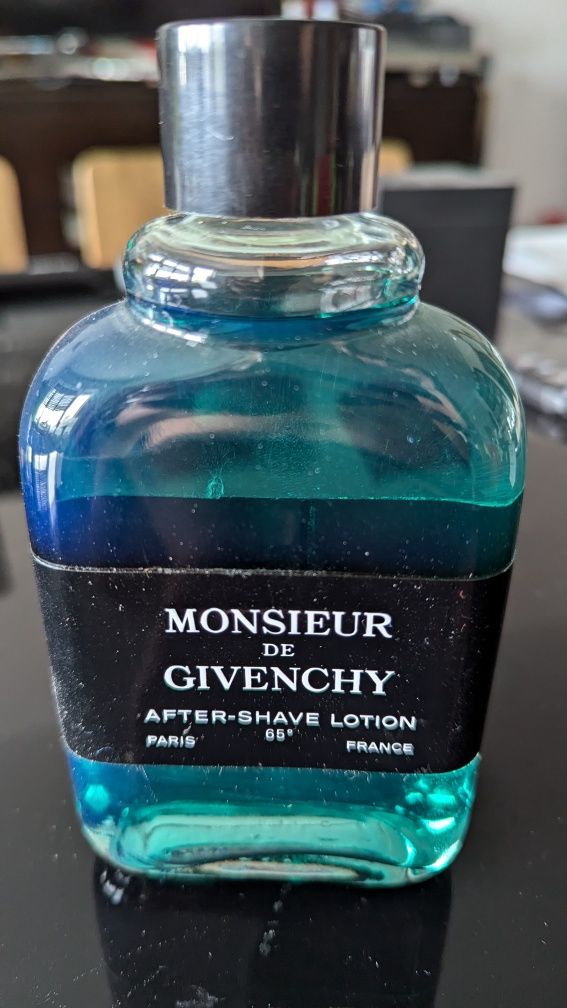 MONSIEUR
DE
GIVENCHY
AFTER-SHAVE LOTION
65°
PARIS FRANCE